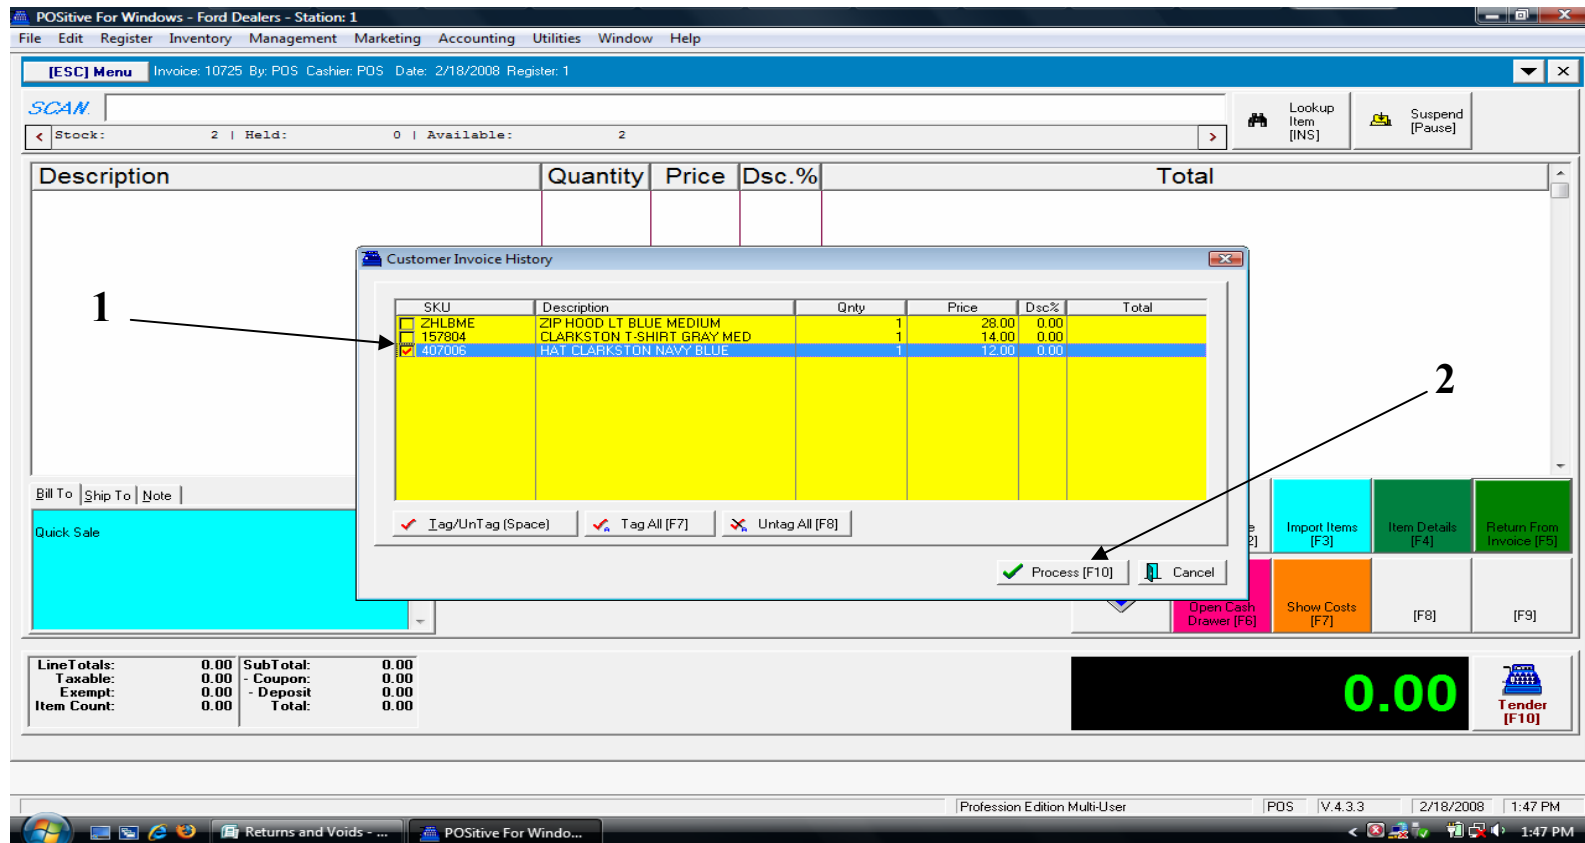 POSitive For Windows - Ford Dealers - Station: 1
File Edit Register Inventory Management Marketing Accounting Utilities Window Help
[ESC] Menu Invoice: 10725 By: POS Cashier: POS Date: 2/18/2008 Register: 1
SCAN.
Lookup Item [INS]
Suspend [Pause]
Stock: 2 | Held: 0 | Available: 2
Description Quantity Price Dsc.% Total
Customer Invoice History
1
SKU Description Qnty Price Dsc% Total
ZHLBME ZIP HOOD LT BLUE MEDIUM 1 28.00 0.00
157804 CLARKSTON T-SHIRT GRAY MED 1 14.00 0.00
407006 HAT CLARKSTON NAVY BLUE 1 12.00 0.00
2
Bill To Ship To Note
Tag/UnTag (Space) Tag All [F7] Untag All [F8]
Quick Sale
Import Items [F3]
Item Details [F4]
Return From Invoice [F5]
Process [F10] Cancel
Open Cash Drawer [F6]
Show Costs [F7]
[F8]
[F9]
LineTotals: 0.00 SubTotal: 0.00
Taxable: 0.00 - Coupon: 0.00
Exempt: 0.00 - Deposit 0.00
Item Count: 0.00 Total: 0.00
0.00
Tender [F10]
Profession Edition Multi-User POS V.4.3.3 2/18/2008 1:47 PM
Returns and Voids - ... POSitive For Windo... 1:47 PM